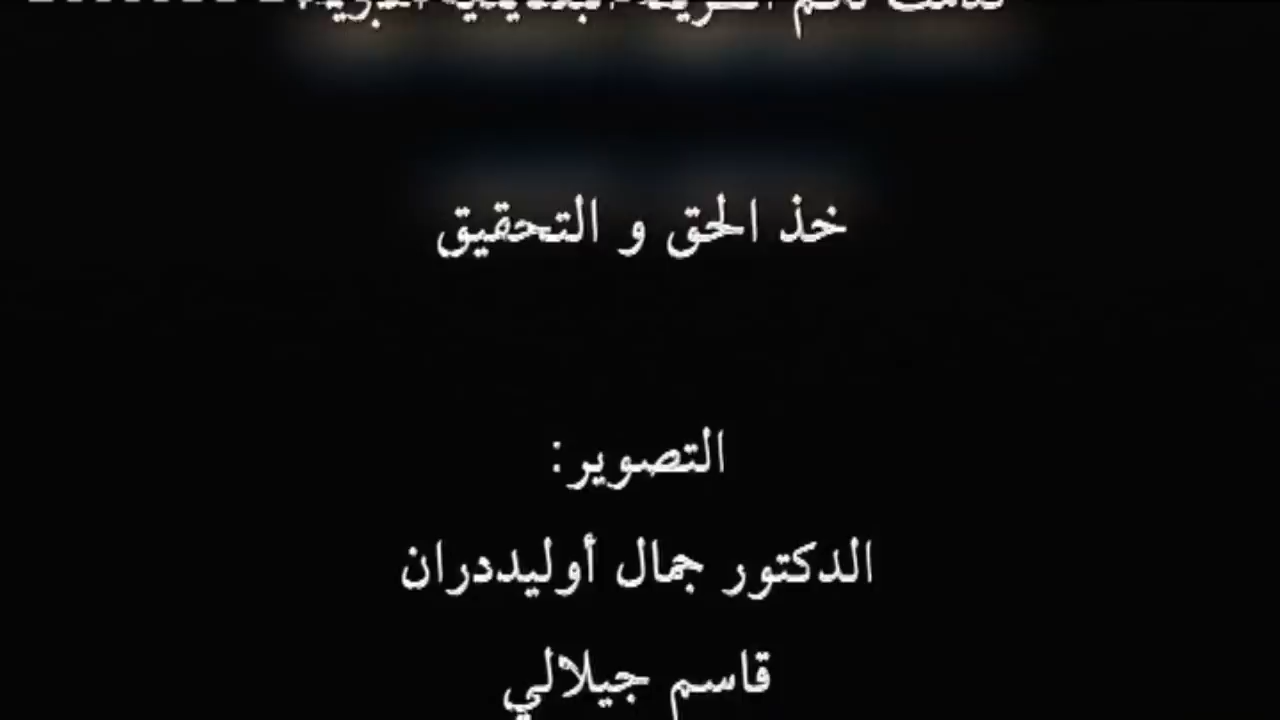 خذ الحق و التحقيق
التصوير:
الدكتور جمال أوليددران
قاسم جيلالي